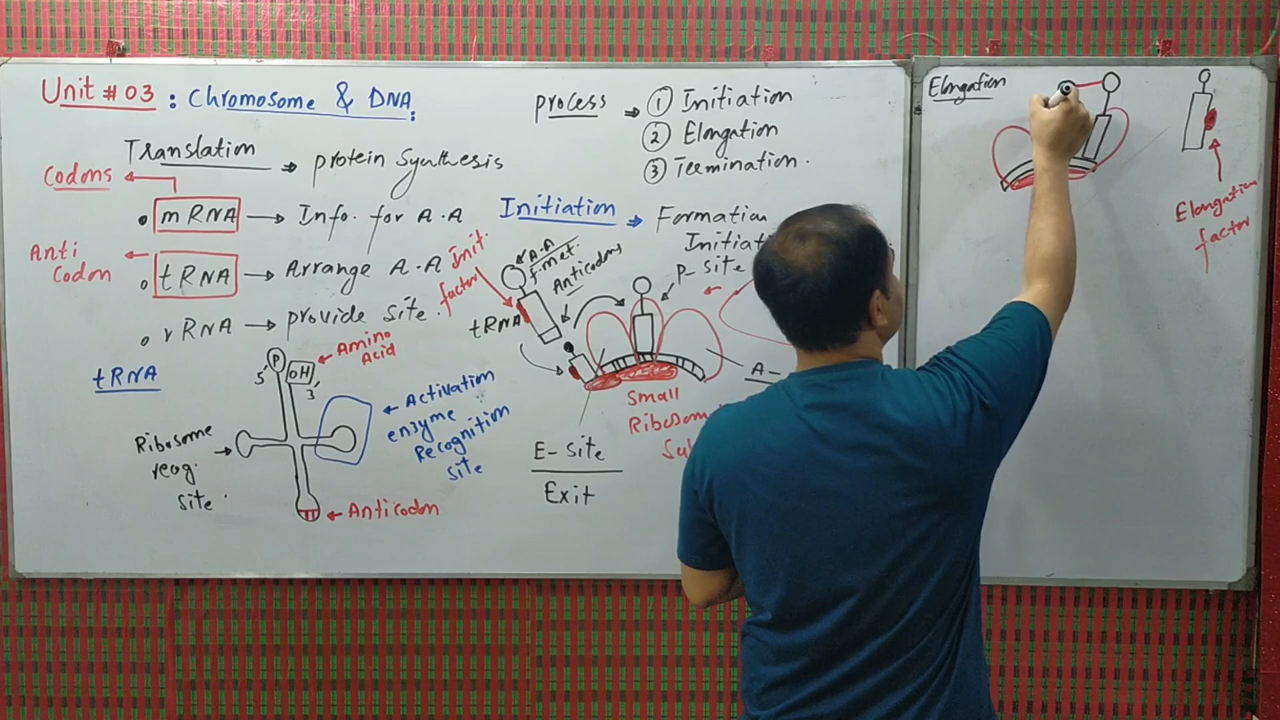 Unit # 03 : Chromosome & DNA:
Translation → protein Synthesis
Codons
• mRNA → Info. for A.A
Anti
Codon
• tRNA → Arrange A.A
• rRNA → provide site.
tRNA
P
5'
OH
3'
← Amino
Acid
← Activation
enzyme
Recognition
site
Ribosome
recog.
site.
← Anticodon
process → ① Initiation
② Elongation
③ Termination.
Initiation → Formation
Initiati
Init.
factor
A.A
f.met.
Anticodons
tRNA
P-site
A-
Small
Ribosom
Su
E-site
Exit
Elongation
Elongation
factor